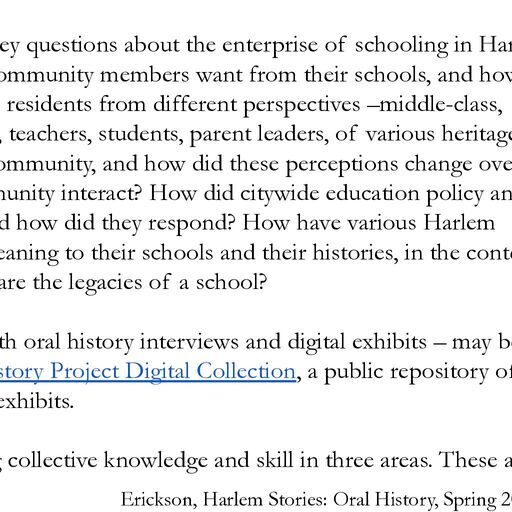 ey questions about the enterprise of schooling in Har
ommunity members want from their schools, and how
residents from different perspectives –middle-class,
, teachers, students, parent leaders, of various heritage
ommunity, and how did these perceptions change ove
unity interact? How did citywide education policy an
d how did they respond? How have various Harlem
eaning to their schools and their histories, in the conte
are the legacies of a school?
th oral history interviews and digital exhibits – may b
story Project Digital Collection, a public repository of
exhibits.
g collective knowledge and skill in three areas. These a
Erickson, Harlem Stories: Oral History, Spring 20